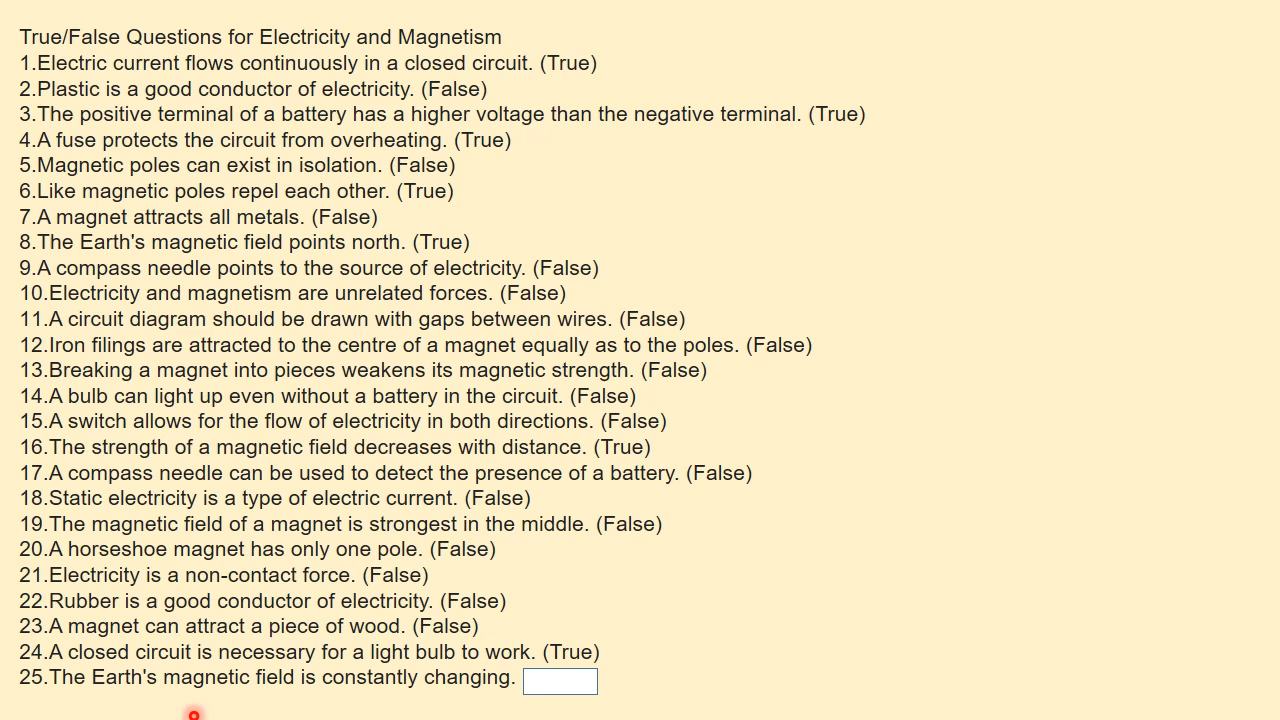 True/False Questions for Electricity and Magnetism
1.Electric current flows continuously in a closed circuit. (True)
2.Plastic is a good conductor of electricity. (False)
3.The positive terminal of a battery has a higher voltage than the negative terminal. (True)
4.A fuse protects the circuit from overheating. (True)
5.Magnetic poles can exist in isolation. (False)
6.Like magnetic poles repel each other. (True)
7.A magnet attracts all metals. (False)
8.The Earth's magnetic field points north. (True)
9.A compass needle points to the source of electricity. (False)
10.Electricity and magnetism are unrelated forces. (False)
11.A circuit diagram should be drawn with gaps between wires. (False)
12.Iron filings are attracted to the centre of a magnet equally as to the poles. (False)
13.Breaking a magnet into pieces weakens its magnetic strength. (False)
14.A bulb can light up even without a battery in the circuit. (False)
15.A switch allows for the flow of electricity in both directions. (False)
16.The strength of a magnetic field decreases with distance. (True)
17.A compass needle can be used to detect the presence of a battery. (False)
18.Static electricity is a type of electric current. (False)
19.The magnetic field of a magnet is strongest in the middle. (False)
20.A horseshoe magnet has only one pole. (False)
21.Electricity is a non-contact force. (False)
22.Rubber is a good conductor of electricity. (False)
23.A magnet can attract a piece of wood. (False)
24.A closed circuit is necessary for a light bulb to work. (True)
25.The Earth's magnetic field is constantly changing.